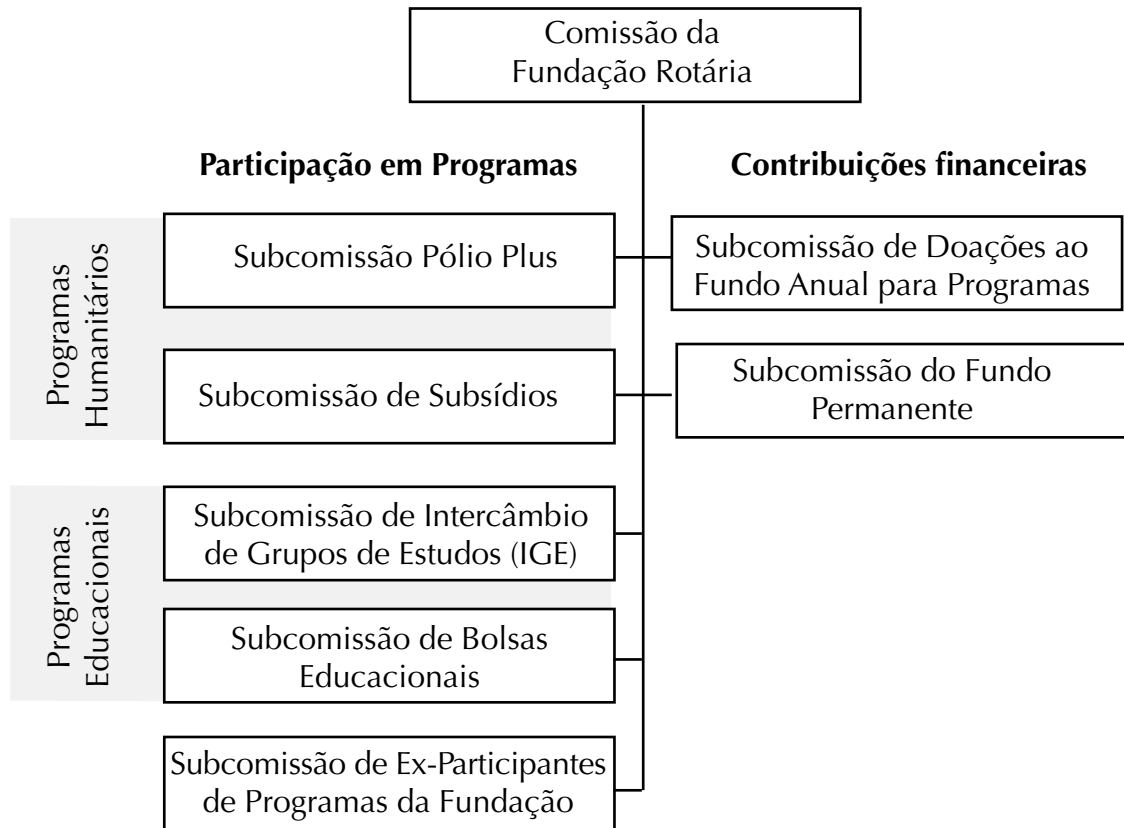 Comissão da
Fundação Rotária
Participação em Programas
Contribuições financeiras
Programas
Humanitários
Subcomissão Pólio Plus
Subcomissão de Doações ao
Fundo Anual para Programas
Subcomissão de Subsídios
Subcomissão do Fundo
Permanente
Programas
Educacionais
Subcomissão de Intercâmbio
de Grupos de Estudos (IGE)
Subcomissão de Bolsas
Educacionais
Subcomissão de Ex-Participantes
de Programas da Fundação